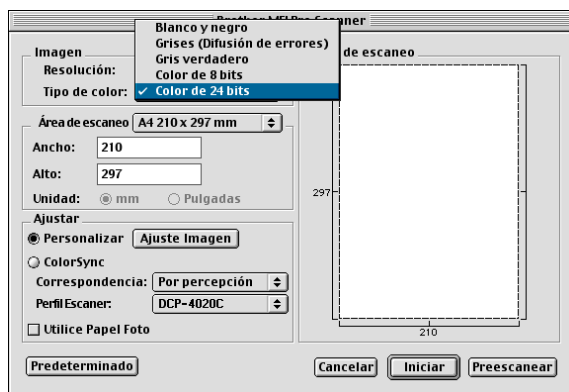 Brother MFL Pro Scanner
Blanco y negro
Grises (Difusión de errores)
Gris verdadero
Color de 8 bits
✓ Color de 24 bits
Imagen
Resolución:
Tipo de color:
de escaneo
Área de escaneo A4 210 x 297 mm
Ancho: 210
Alto: 297
Unidad: mm Pulgadas
Ajustar
Personalizar Ajuste Imagen
ColorSync
Correspondencia: Por percepción
Perfil Escaner: DCP-4020C
Utilice Papel Foto
297
210
Predeterminado Cancelar Iniciar Preescanear